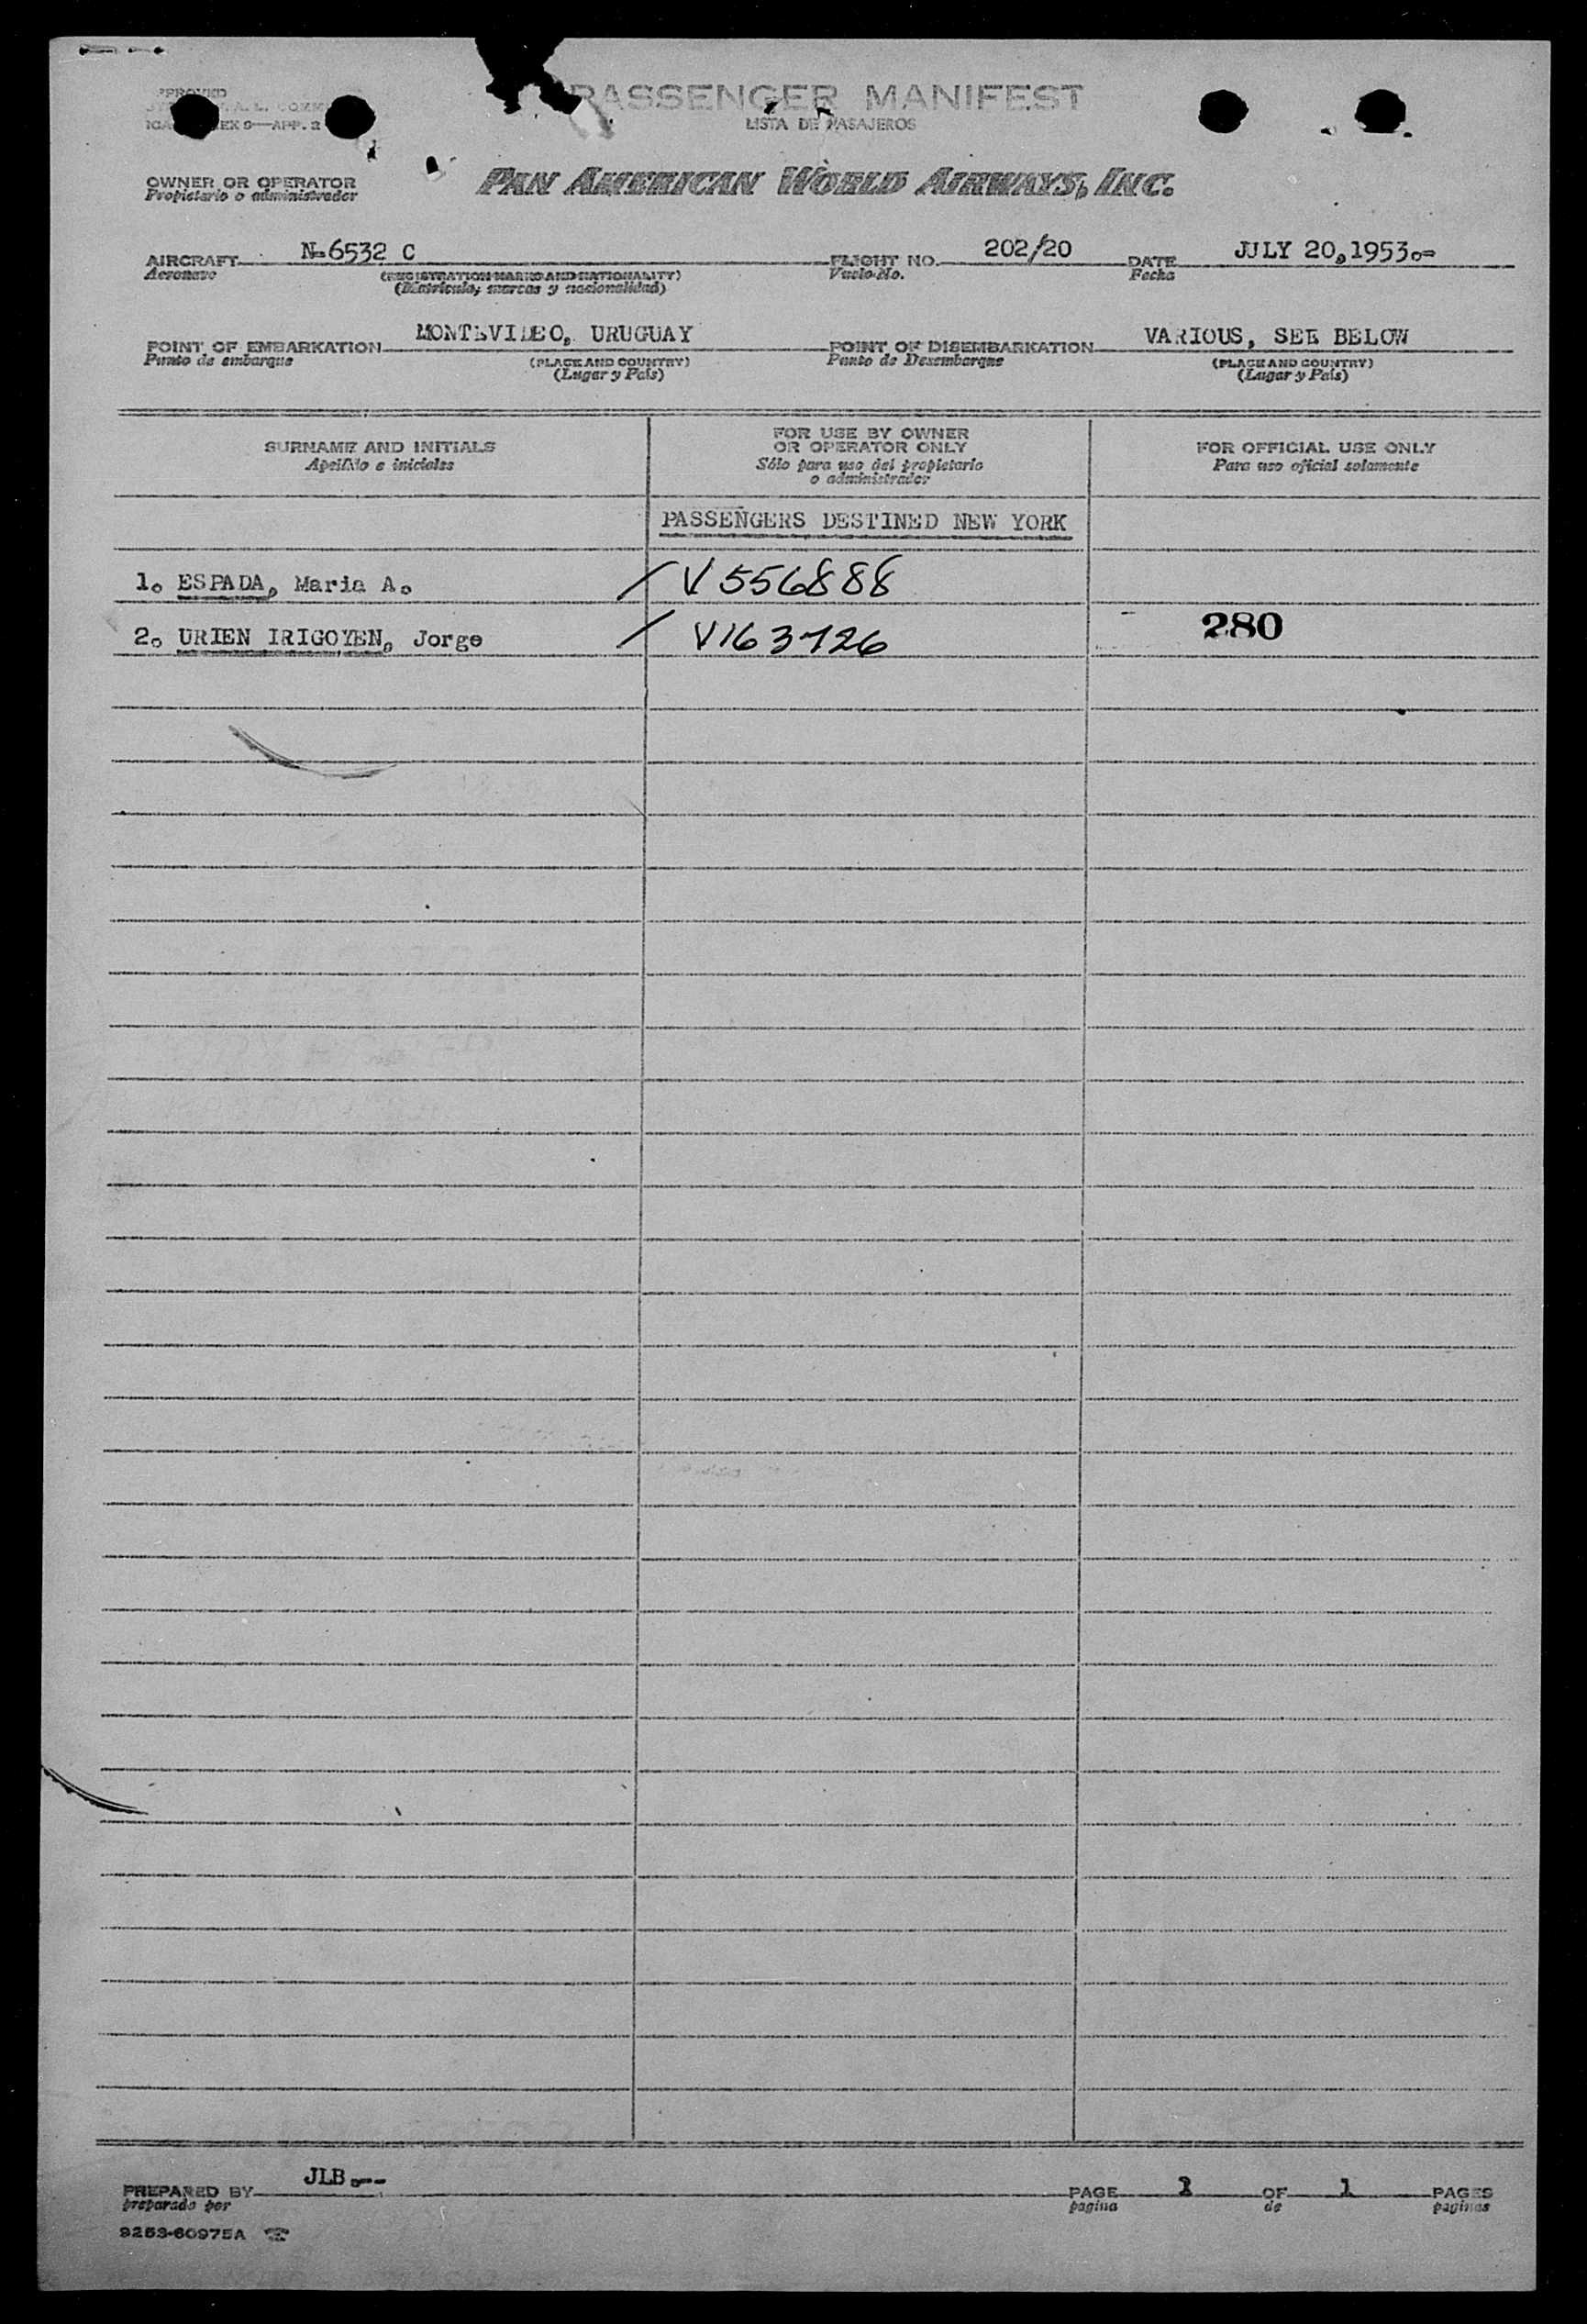 PASSENGER MANIFEST
LISTA DE PASAJEROS
OWNER OR OPERATOR
Propietario o administrador
PAN AMERICAN WORLD AIRWAYS, INC.
AIRCRAFT N-6532 C FLIGHT NO. 202/20 DATE JULY 20, 1953.-
Aeronave (REGISTRATION MARKS AND NATIONALITY) Vuelo No. Fecha
(Matrícula, marcas y nacionalidad)
POINT OF EMBARKATION MONTEVIDEO, URUGUAY POINT OF DISEMBARKATION VARIOUS, SEE BELOW
Punto de embarque (PLACE AND COUNTRY) Punto de Desembarque (PLACE AND COUNTRY)
(Lugar y País) (Lugar y País)
SURNAME AND INITIALS
Apellido e iniciales
FOR USE BY OWNER
OR OPERATOR ONLY
Sólo para uso del propietario
o administrador
FOR OFFICIAL USE ONLY
Para uso oficial solamente
PASSENGERS DESTINED NEW YORK
1. ESPADA, Maria A. / V 556888
2. URIEN IRIGOYEN, Jorge / V163726 280
PREPARED BY JLB.-- PAGE 1 OF 1 PAGES
preparado por pagina de paginas
9253-60975A